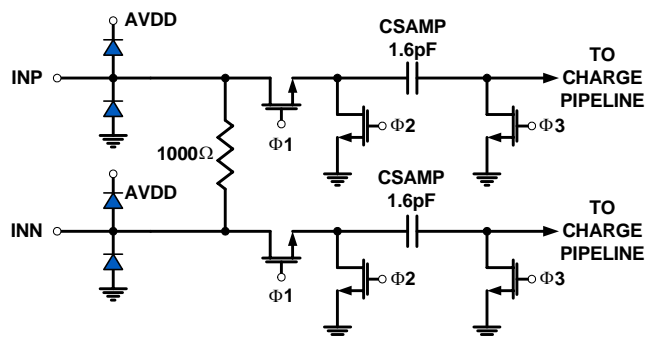 AVDD
CSAMP
1.6pF
TO
CHARGE
PIPELINE
INP
Φ1
Φ2
Φ3
1000Ω
AVDD
CSAMP
1.6pF
TO
CHARGE
PIPELINE
INN
Φ1
Φ2
Φ3